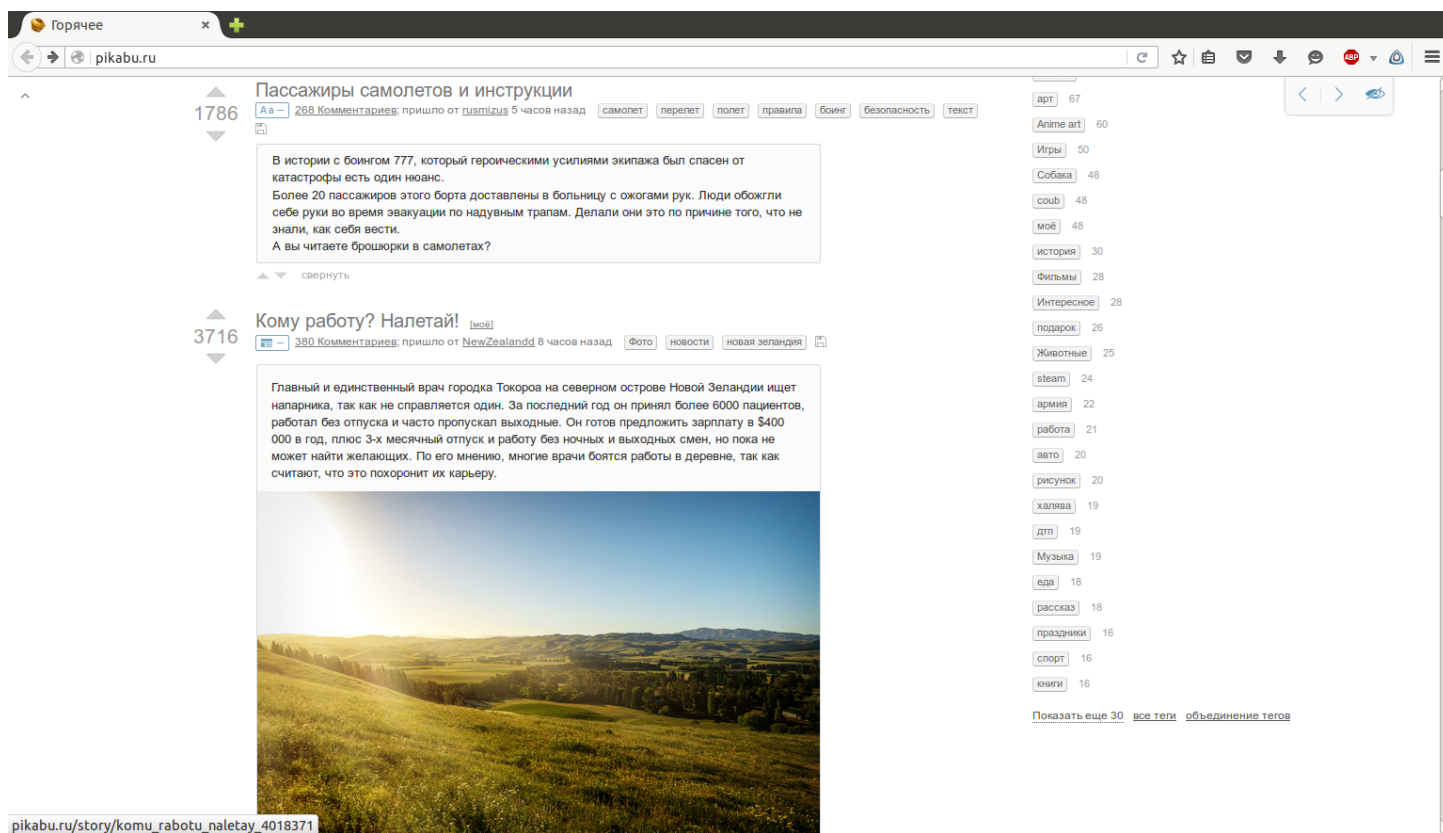 Горячее
pikabu.ru
ABP
Пассажиры самолетов и инструкции
1786
Aa – 268 Комментариев; пришло от rusmizus 5 часов назад самолет перелет полет правила боинг безопасность текст
В истории с боингом 777, который героическими усилиями экипажа был спасен от
катастрофы есть один нюанс.
Более 20 пассажиров этого борта доставлены в больницу с ожогами рук. Люди обожгли
себе руки во время эвакуации по надувным трапам. Делали они это по причине того, что не
знали, как себя вести.
А вы читаете брошюрки в самолетах?
свернуть
Кому работу? Налетай! [моё]
3716
380 Комментариев; пришло от NewZealandd 8 часов назад Фото новости новая зеландия
Главный и единственный врач городка Токороа на северном острове Новой Зеландии ищет
напарника, так как не справляется один. За последний год он принял более 6000 пациентов,
работал без отпуска и часто пропускал выходные. Он готов предложить зарплату в $400
000 в год, плюс 3-х месячный отпуск и работу без ночных и выходных смен, но пока не
может найти желающих. По его мнению, многие врачи боятся работы в деревне, так как
считают, что это похоронит их карьеру.
арт 67
Anime art 60
Игры 50
Собака 48
coub 48
моё 48
история 30
Фильмы 28
Интересное 28
подарок 26
Животные 25
steam 24
армия 22
работа 21
авто 20
рисунок 20
халява 19
дтп 19
Музыка 19
еда 18
рассказ 18
праздники 16
спорт 16
книги 16
Показать еще 30 все теги объединение тегов
pikabu.ru/story/komu_rabotu_naletay_4018371